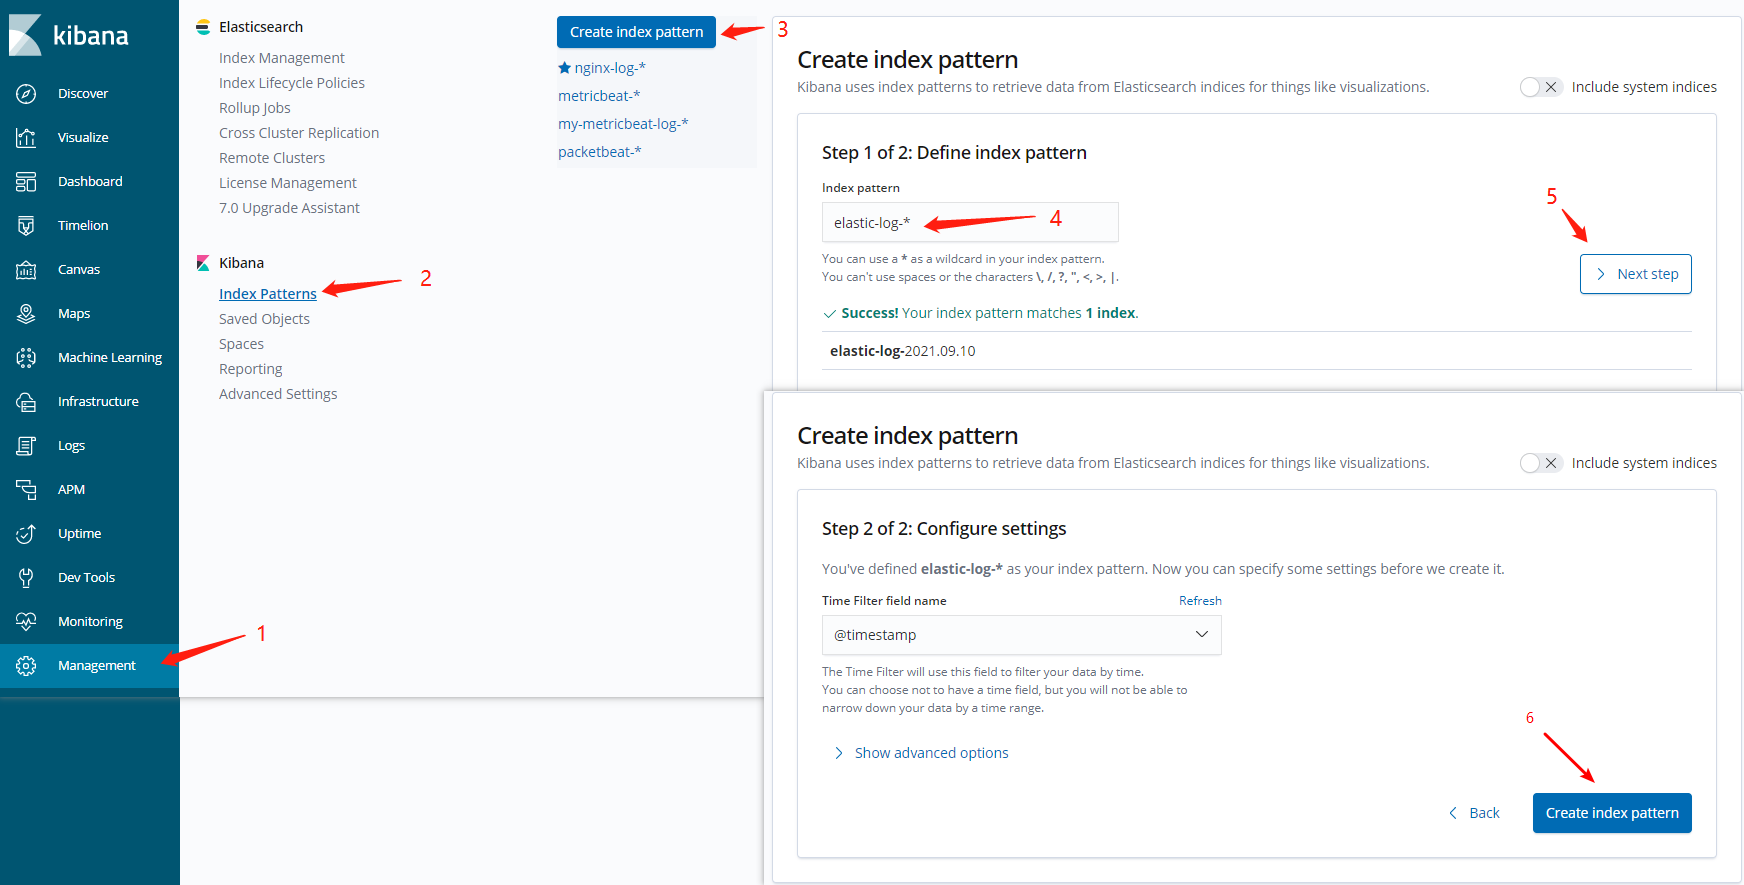 kibana
Discover
Visualize
Dashboard
Timelion
Canvas
Maps
Machine Learning
Infrastructure
Logs
APM
Uptime
Dev Tools
Monitoring
Management
1
Elasticsearch
Index Management
Index Lifecycle Policies
Rollup Jobs
Cross Cluster Replication
Remote Clusters
License Management
7.0 Upgrade Assistant
Kibana
Index Patterns
2
Saved Objects
Spaces
Reporting
Advanced Settings
Create index pattern
3
nginx-log-*
metricbeat-*
my-metricbeat-log-*
packetbeat-*
Create index pattern
Kibana uses index patterns to retrieve data from Elasticsearch indices for things like visualizations.
Include system indices
Step 1 of 2: Define index pattern
Index pattern
elastic-log-*
4
5
You can use a * as a wildcard in your index pattern.
You can't use spaces or the characters \, /, ?, ", <, >, |.
Next step
Success! Your index pattern matches 1 index.
elastic-log-2021.09.10
Create index pattern
Kibana uses index patterns to retrieve data from Elasticsearch indices for things like visualizations.
Include system indices
Step 2 of 2: Configure settings
You've defined elastic-log-* as your index pattern. Now you can specify some settings before we create it.
Time Filter field name
Refresh
@timestamp
The Time Filter will use this field to filter your data by time.
You can choose not to have a time field, but you will not be able to
narrow down your data by a time range.
6
Show advanced options
Back
Create index pattern